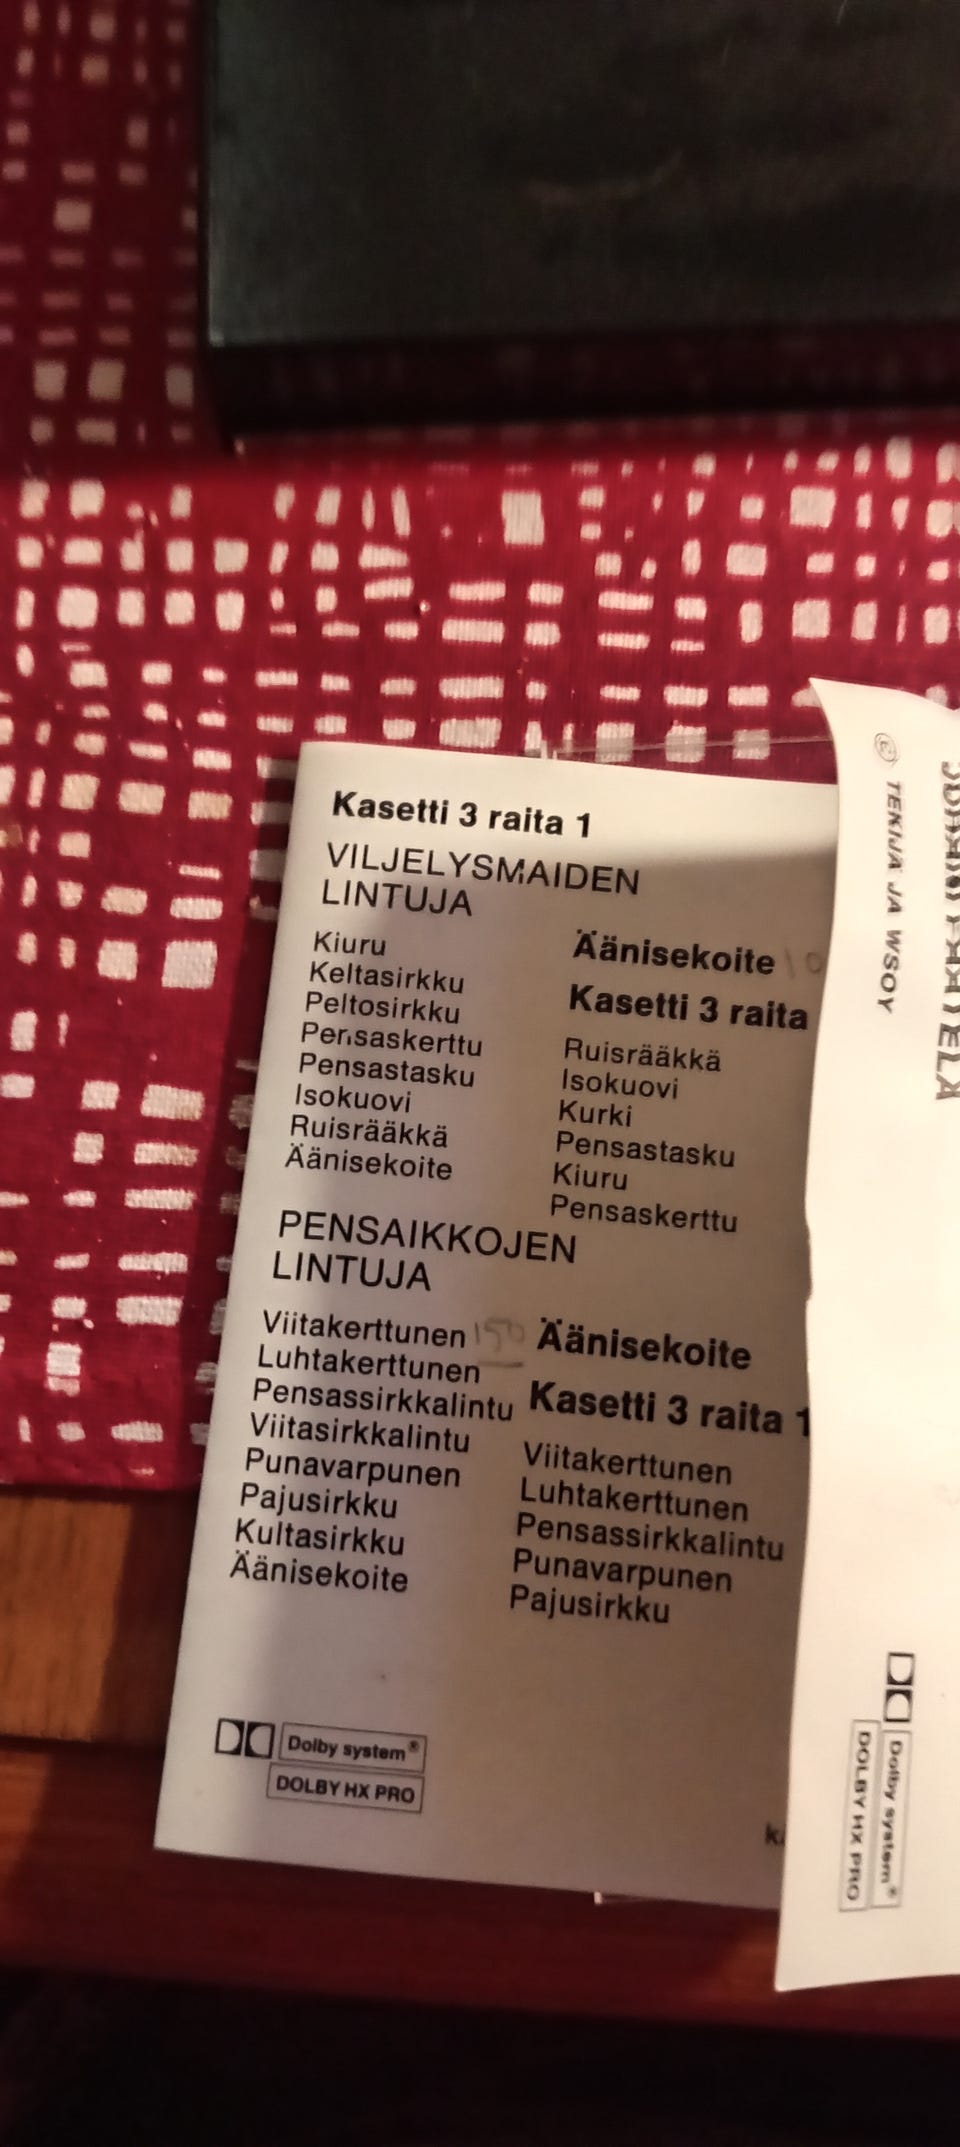 Kasetti 3 raita 1
VILJELYSMAIDEN
LINTUJA
Kiuru
Keltasirkku
Peltosirkku
Pensaskerttu
Pensastasku
Isokuovi
Ruisrääkkä
Äänisekoite
PENSAIKKOJEN
LINTUJA
Viitakerttunen 150
Luhtakerttunen
Pensassirkkalintu
Viitasirkkalintu
Punavarpunen
Pajusirkku
Kultasirkku
Äänisekoite
Dolby system®
DOLBY HX PRO
Äänisekoite
Kasetti 3 raita
Ruisrääkkä
Isokuovi
Kurki
Pensastasku
Kiuru
Pensaskerttu
Äänisekoite
Kasetti 3 raita 1
Viitakerttunen
Luhtakerttunen
Pensassirkkalintu
Punavarpunen
Pajusirkku
TEKIJÄ JA WSOY
Dolby system®
DOLBY HX PRO